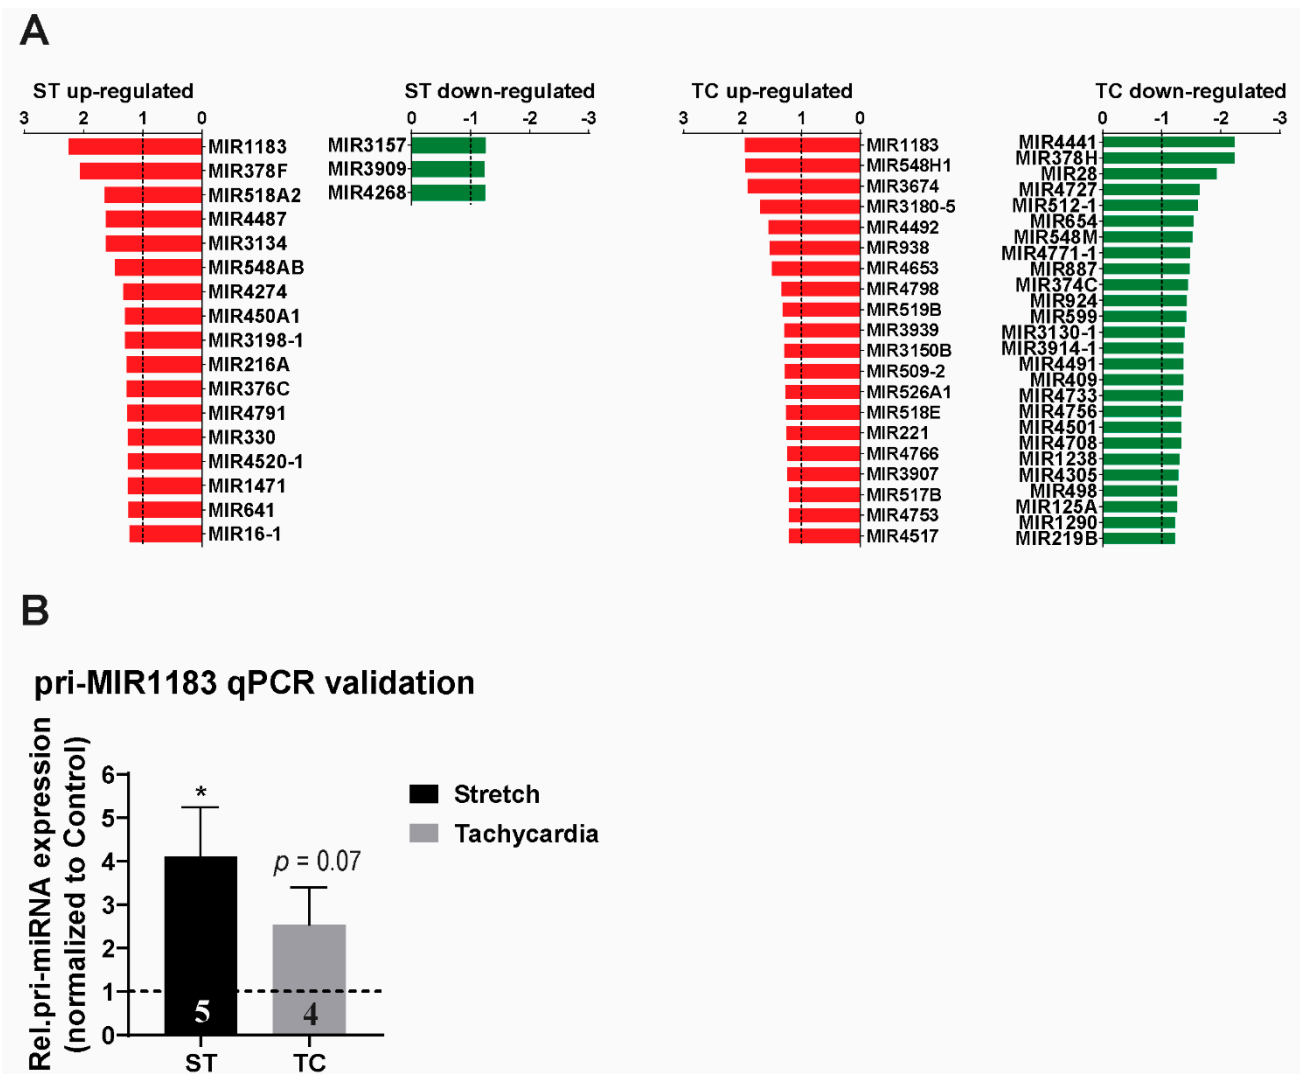 A
ST up-regulated
3 2 1 0
MIR1183
MIR378F
MIR518A2
MIR4487
MIR3134
MIR548AB
MIR4274
MIR450A1
MIR3198-1
MIR216A
MIR376C
MIR4791
MIR330
MIR4520-1
MIR1471
MIR641
MIR16-1
ST down-regulated
0 -1 -2 -3
MIR3157
MIR3909
MIR4268
TC up-regulated
3 2 1 0
MIR1183
MIR548H1
MIR3674
MIR3180-5
MIR4492
MIR938
MIR4653
MIR4798
MIR519B
MIR3939
MIR3150B
MIR509-2
MIR526A1
MIR518E
MIR221
MIR4766
MIR3907
MIR517B
MIR4753
MIR4517
TC down-regulated
0 -1 -2 -3
MIR4441
MIR378H
MIR28
MIR4727
MIR512-1
MIR654
MIR548M
MIR4771-1
MIR887
MIR374C
MIR924
MIR599
MIR3130-1
MIR3914-1
MIR4491
MIR409
MIR4733
MIR4756
MIR4501
MIR4708
MIR1238
MIR4305
MIR498
MIR125A
MIR1290
MIR219B
B
pri-MIR1183 qPCR validation
Rel.pri-miRNA expression
(normalized to Control)
6
5
4
3
2
1
0
*
p = 0.07
5
4
ST
TC
Stretch
Tachycardia